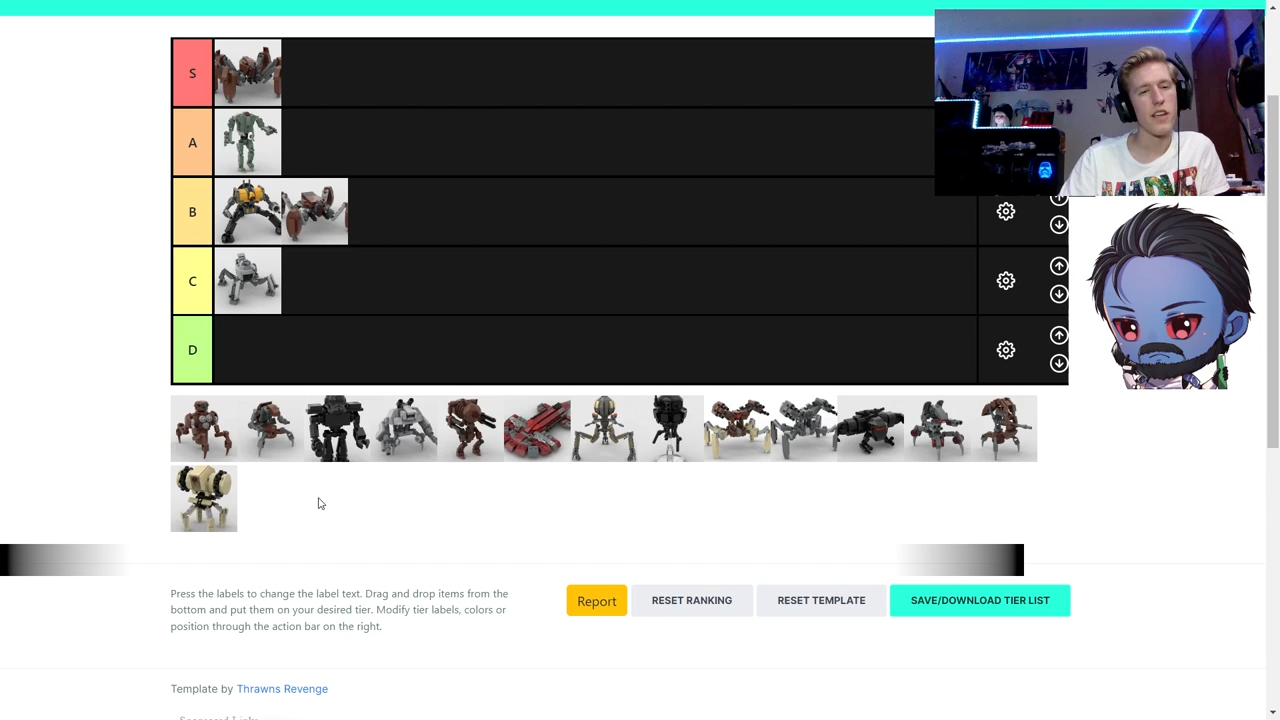 S
A
B
C
D
Press the labels to change the label text. Drag and drop items from the
bottom and put them on your desired tier. Modify tier labels, colors or
position through the action bar on the right.
Report
RESET RANKING
RESET TEMPLATE
SAVE/DOWNLOAD TIER LIST
Template by Thrawns Revenge